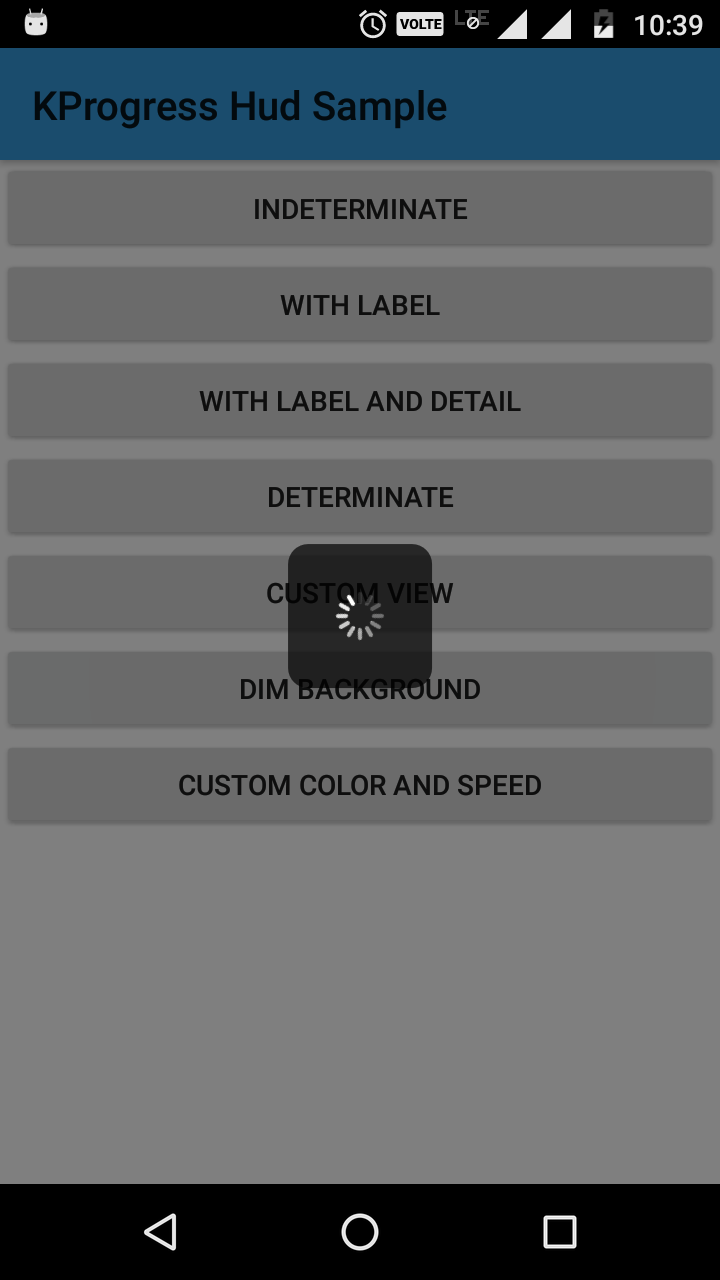 VOLTE LTE 10:39
KProgress Hud Sample
INDETERMINATE
WITH LABEL
WITH LABEL AND DETAIL
DETERMINATE
CUSTOM VIEW
DIM BACKGROUND
CUSTOM COLOR AND SPEED